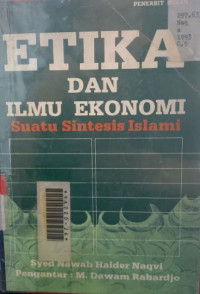 PENERBIT
ETIKA
DAN
ILMU EKONOMI
Suatu Sintesis Islami
Syed Nawab Haider Naqvi
Pengantar : M. Dawam Rahardjo